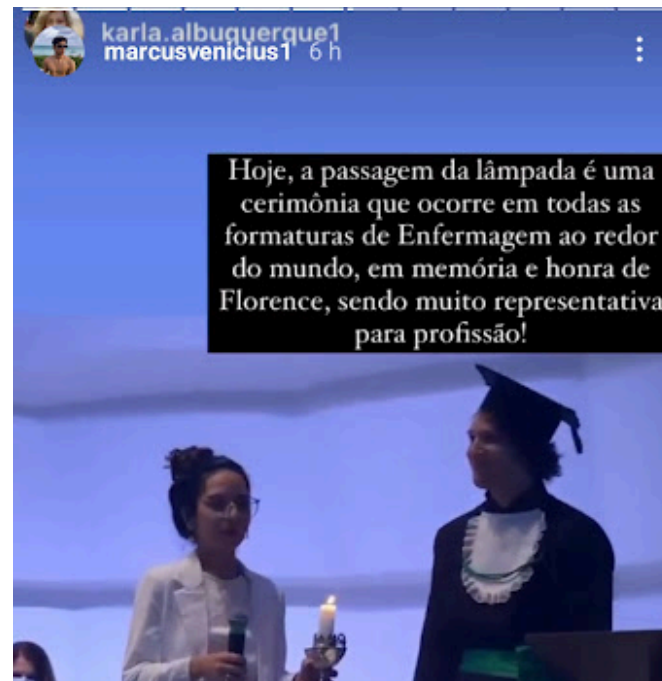 karla.albuquerque1
marcusvenicius1 6 h
Hoje, a passagem da lâmpada é uma
cerimônia que ocorre em todas as
formaturas de Enfermagem ao redor
do mundo, em memória e honra de
Florence, sendo muito representativa
para profissão!